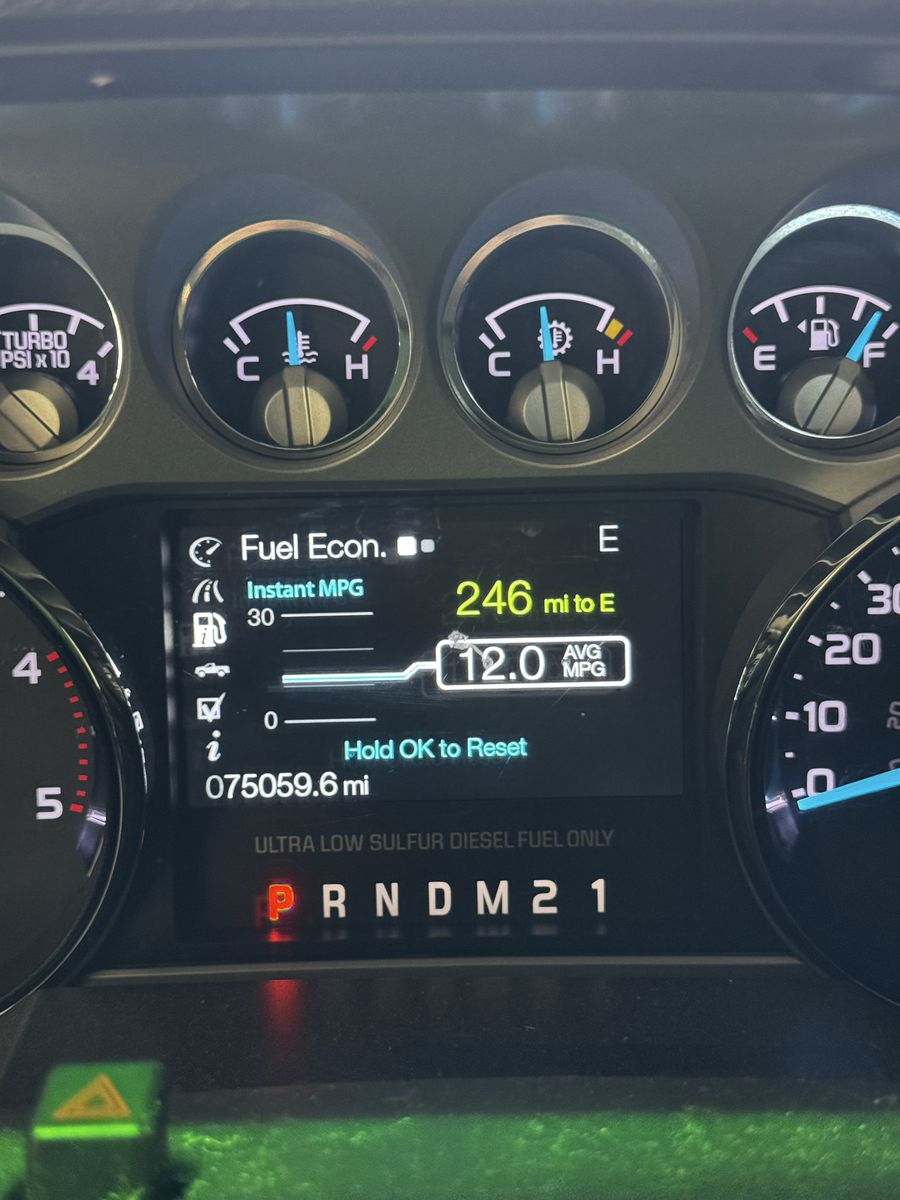 TURBO
PSI x 10
4
C
H
C
H
E
F
Fuel Econ.
E
Instant MPG
246 mi to E
30
12.0 AVG MPG
0
Hold OK to Reset
075059.6 mi
ULTRA LOW SULFUR DIESEL FUEL ONLY
P R N D M 2 1
4
5
30
20
10
0